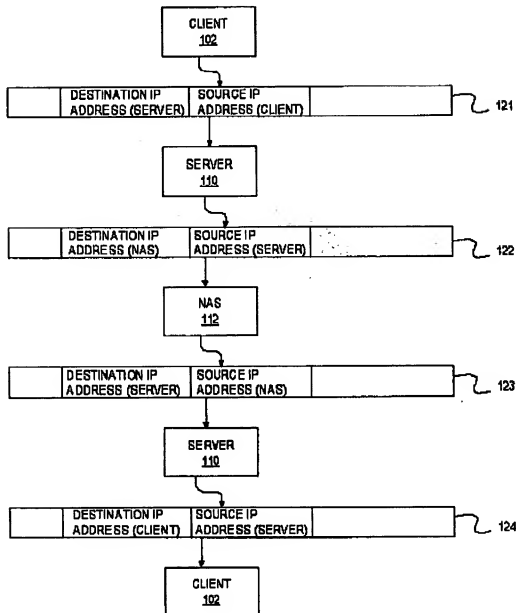 CLIENT
102
DESTINATION IP
ADDRESS (SERVER)
SOURCE IP
ADDRESS (CLIENT)
121
SERVER
110
DESTINATION IP
ADDRESS (NAS)
SOURCE IP
ADDRESS (SERVER)
122
NAS
112
DESTINATION IP
ADDRESS (SERVER)
SOURCE IP
ADDRESS (NAS)
123
SERVER
110
DESTINATION IP
ADDRESS (CLIENT)
SOURCE IP
ADDRESS (SERVER)
124
CLIENT
102